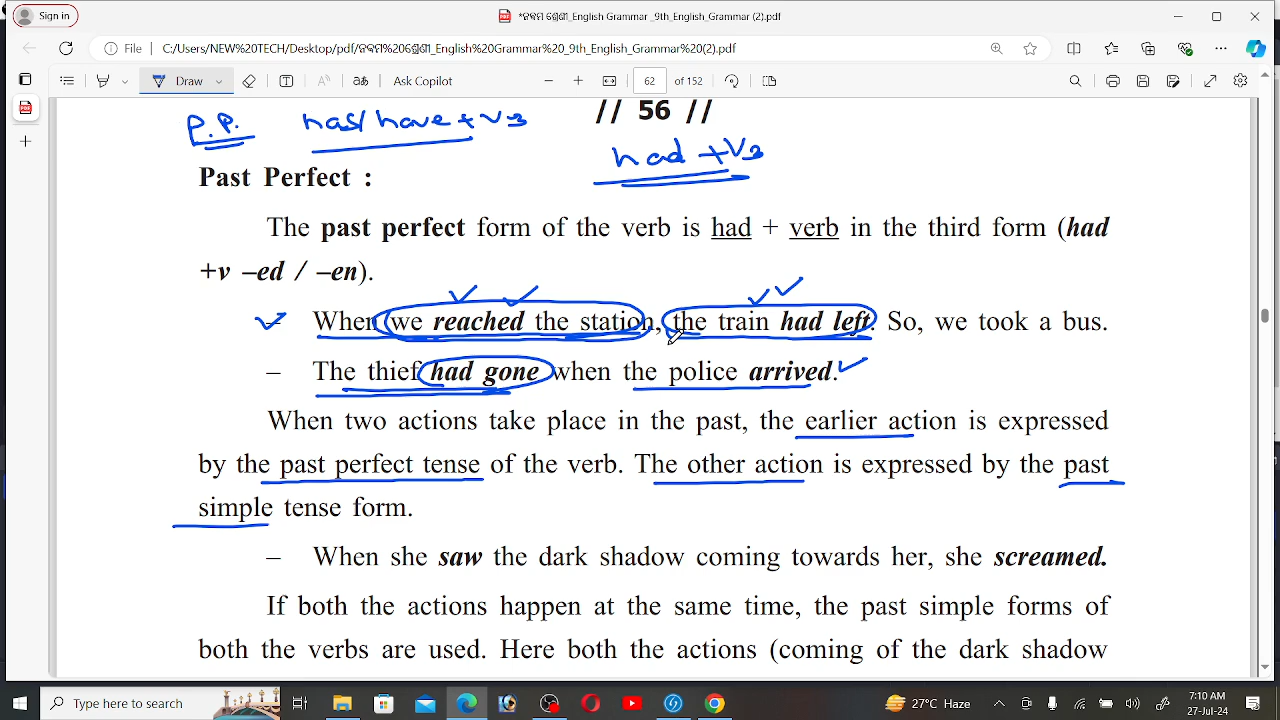 Sign in
*ବ୍ୟାକରଣ ପ୍ରଶ୍ନୋତ୍ତରୀ_English Grammar _9th_English_Grammar (2).pdf
File | C:/Users/NEW%20TECH/Desktop/pdf/
Draw
Ask Copilot
62 of 152
P.P. has/have + V3
// 56 //
had + V3
Past Perfect :
The past perfect form of the verb is had + verb in the third form (had
+v –ed / –en).
– When we reached the station, the train had left. So, we took a bus.
– The thief had gone when the police arrived.
When two actions take place in the past, the earlier action is expressed
by the past perfect tense of the verb. The other action is expressed by the past
simple tense form.
– When she saw the dark shadow coming towards her, she screamed.
If both the actions happen at the same time, the past simple forms of
both the verbs are used. Here both the actions (coming of the dark shadow
Type here to search
27°C Haze
7:10 AM
27-Jul-24